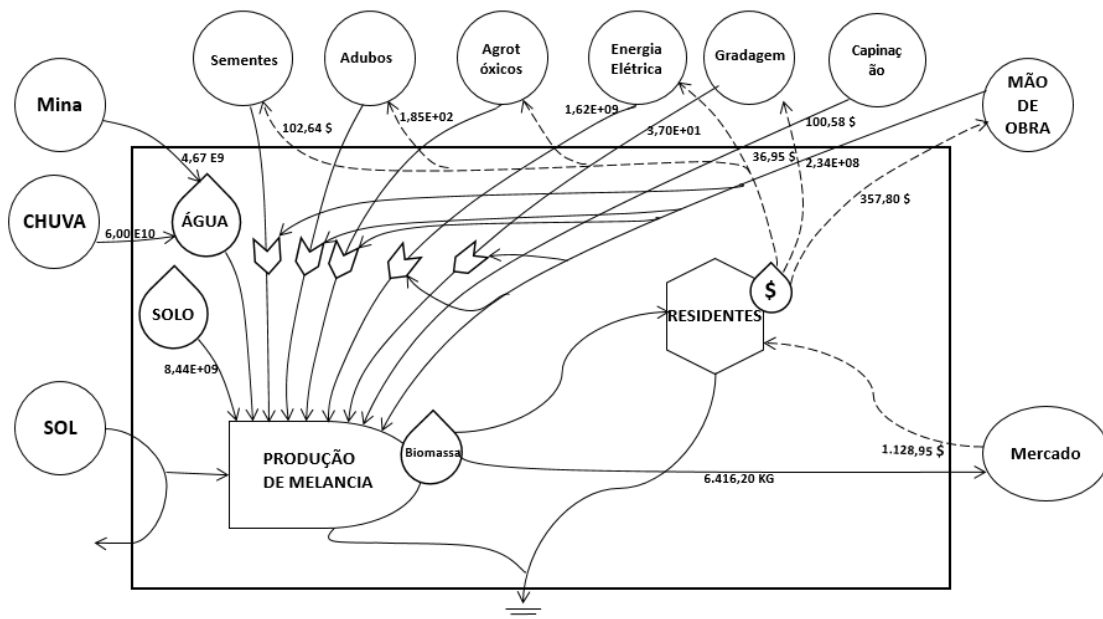 Sementes
Adubos
Agrot
óxicos
Energia
Elétrica
Gradagem
Capinaç
ão
Mina
MÃO
DE
OBRA
102,64 $
1,85E+02
1,62E+09
3,70E+01
100,58 $
4,67 E9
36,95 $
2,34E+08
CHUVA
6,00 E10
ÁGUA
357,80 $
SOLO
$
RESIDENTES
8,44E+09
SOL
PRODUÇÃO
DE MELANCIA
Biomassa
1.128,95 $
Mercado
6.416,20 KG